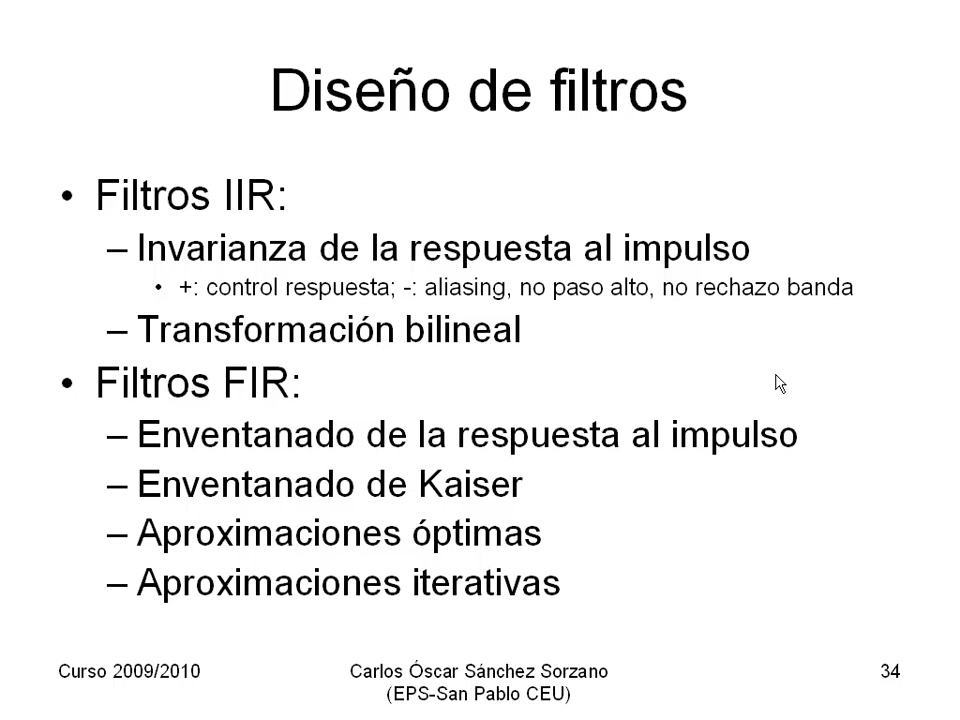 Diseño de filtros
• Filtros IIR:
– Invarianza de la respuesta al impulso
• +: control respuesta; -: aliasing, no paso alto, no rechazo banda
– Transformación bilineal
• Filtros FIR:
– Enventanado de la respuesta al impulso
– Enventanado de Kaiser
– Aproximaciones óptimas
– Aproximaciones iterativas
Curso 2009/2010
Carlos Óscar Sánchez Sorzano
(EPS-San Pablo CEU)
34